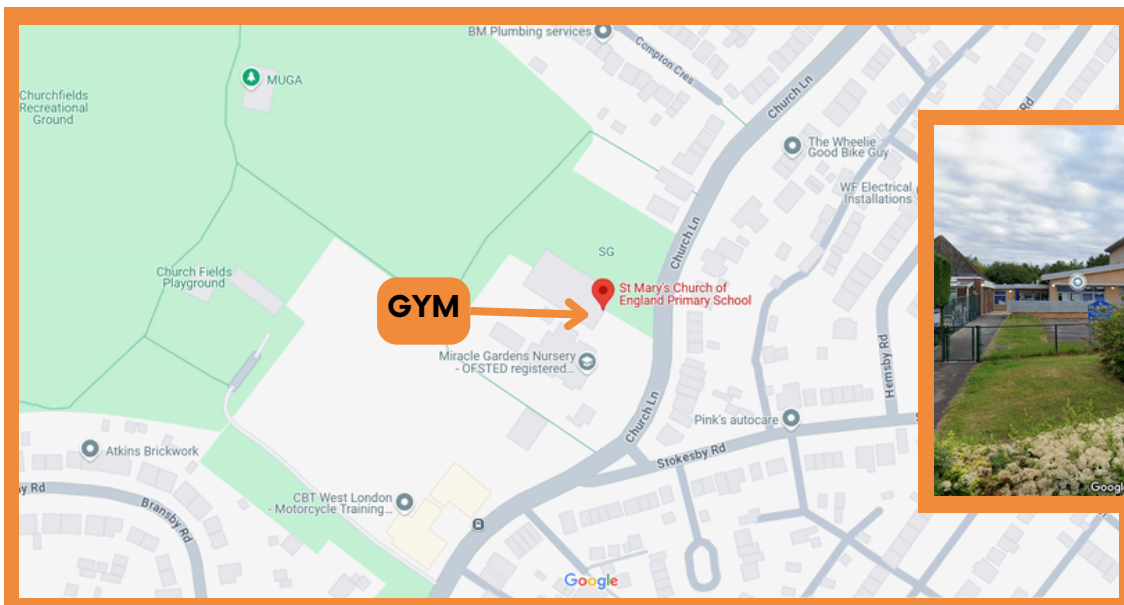 BM Plumbing services
Compton Cres
MUGA
Churchfields
Recreational
Ground
Church Ln
Rd
The Wheelie
Good Bike Guy
WF Electrical
Installations
Church Ln
SG
Church Fields
Playground
St Mary's Church of
England Primary School
GYM
Miracle Gardens Nursery
- OFSTED registered...
Hemsby Rd
Church Ln
Pink's autocare
S
Stokesby Rd
Atkins Brickwork
y Rd
Bransby Rd
CBT West London
- Motorcycle Training...
Google
Google